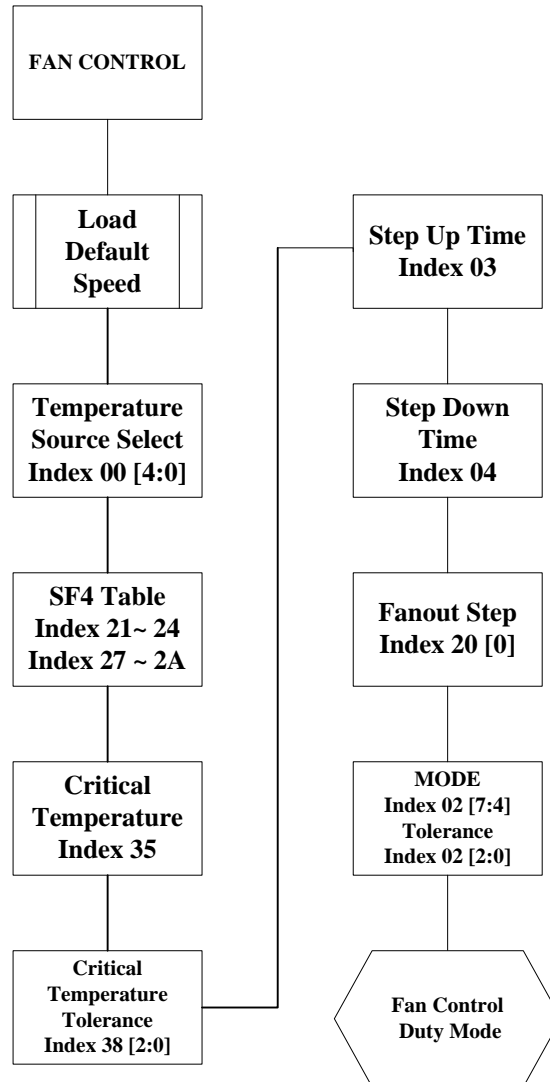 FAN CONTROL
Load
Default
Speed
Temperature
Source Select
Index 00 [4:0]
SF4 Table
Index 21~ 24
Index 27 ~ 2A
Critical
Temperature
Index 35
Critical
Temperature
Tolerance
Index 38 [2:0]
Step Up Time
Index 03
Step Down
Time
Index 04
Fanout Step
Index 20 [0]
MODE
Index 02 [7:4]
Tolerance
Index 02 [2:0]
Fan Control
Duty Mode